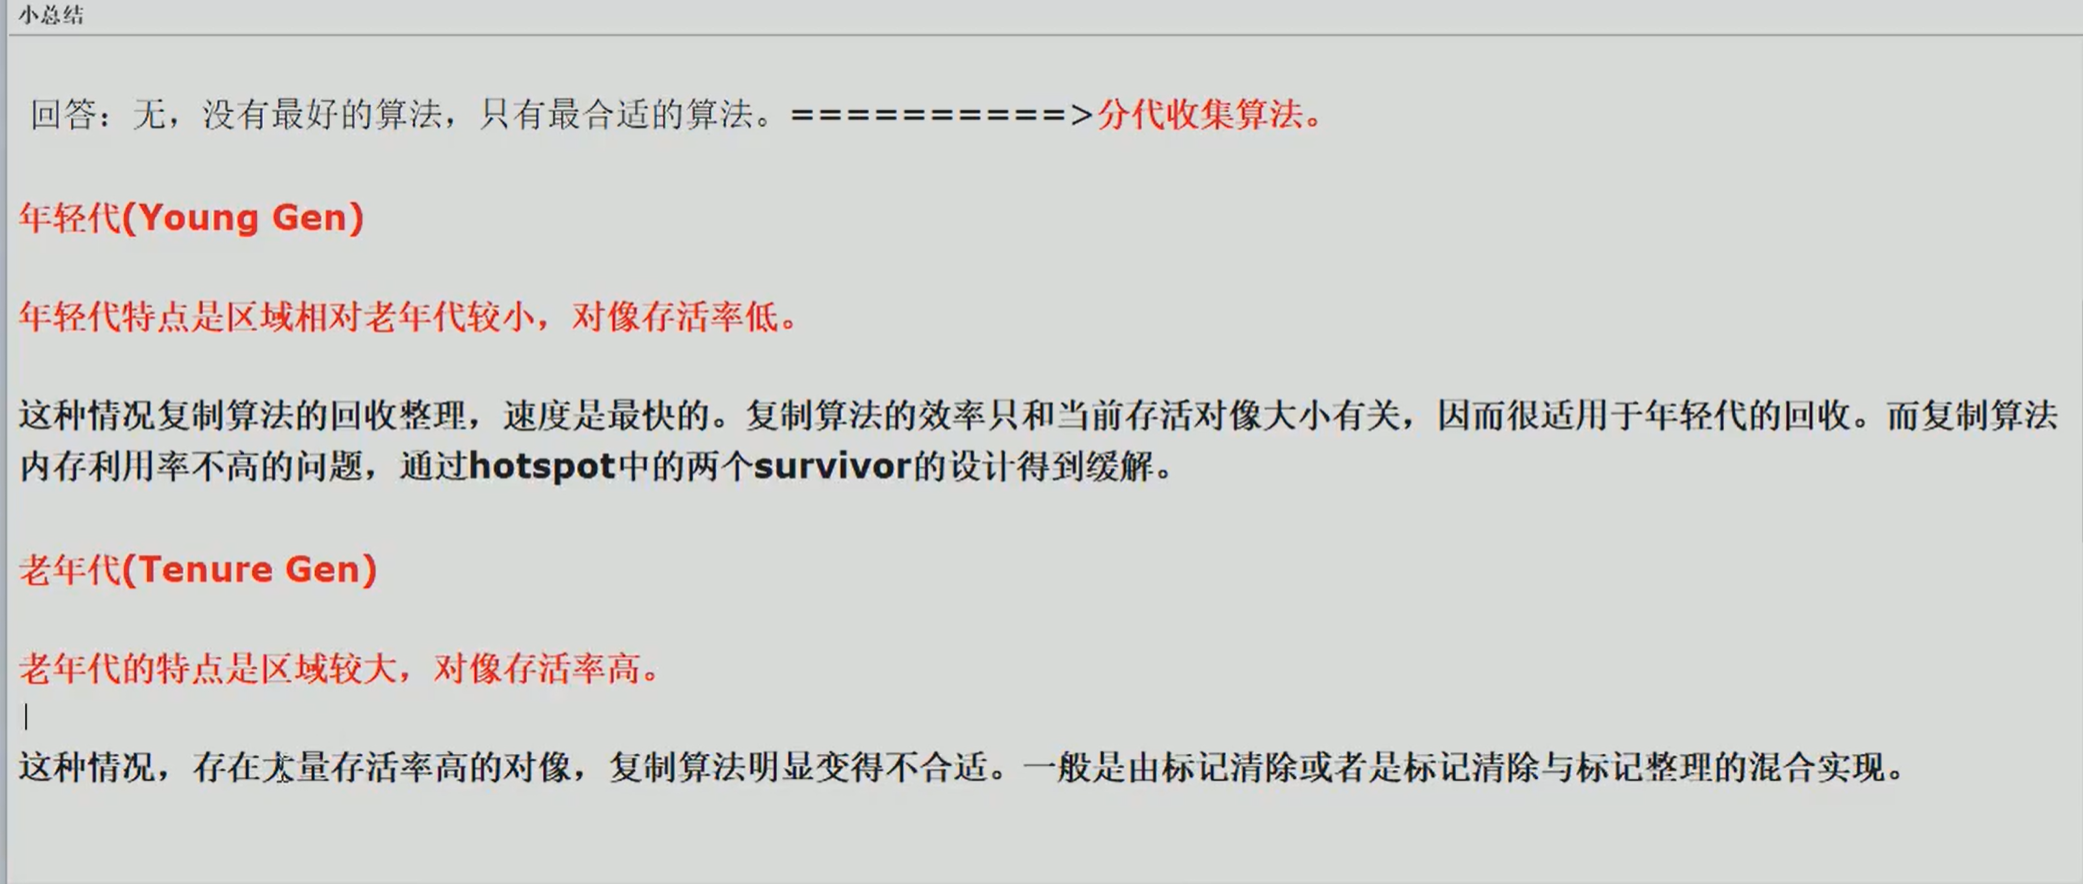 小总结
回答：无，没有最好的算法，只有最合适的算法。==========>分代收集算法。
年轻代(Young Gen)
年轻代特点是区域相对老年代较小，对像存活率低。
这种情况复制算法的回收整理，速度是最快的。复制算法的效率只和当前存活对像大小有关，因而很适用于年轻代的回收。而复制算法
内存利用率不高的问题，通过hotspot中的两个survivor的设计得到缓解。
老年代(Tenure Gen)
老年代的特点是区域较大，对像存活率高。
这种情况，存在大量存活率高的对像，复制算法明显变得不合适。一般是由标记清除或者是标记清除与标记整理的混合实现。